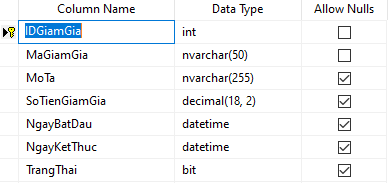 Column Name Data Type Allow Nulls
IDGiamGia int
MaGiamGia nvarchar(50)
MoTa nvarchar(255)
SoTienGiamGia decimal(18, 2)
NgayBatDau datetime
NgayKetThuc datetime
TrangThai bit